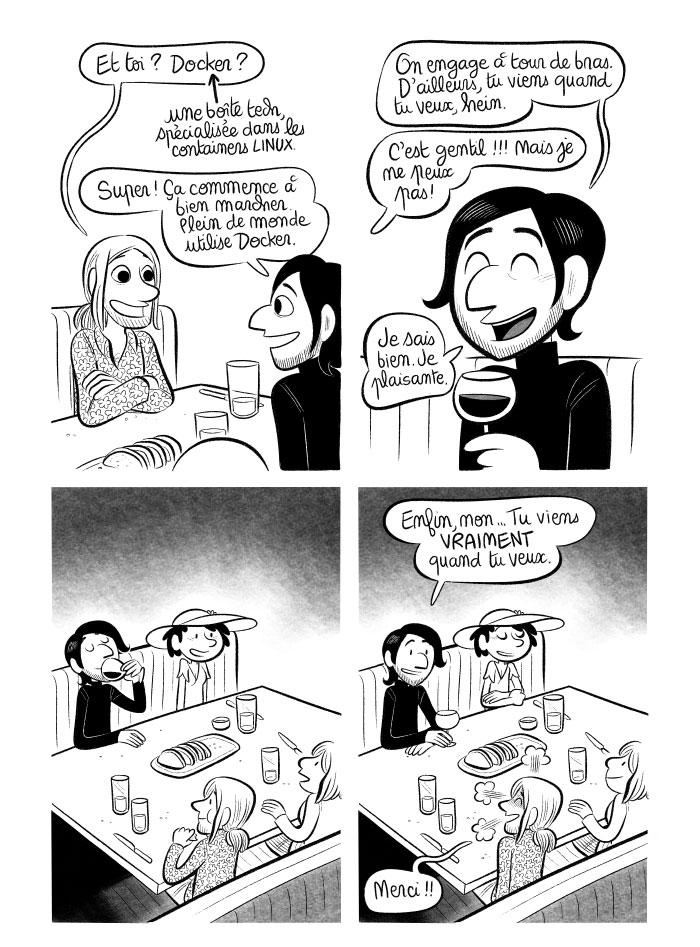 Et toi ? Docker ?
une boîte tech,
spécialisée dans les
containers LINUX.
Super ! Ça commence à
bien marcher.
Plein de monde
utilise Docker.
On engage à tour de bras.
D'ailleurs, tu viens quand
tu veux, hein.
C'est gentil !!! Mais je
ne peux
pas !
Je sais
bien. Je
plaisante.
Enfin, mon... Tu viens
VRAIMENT
quand tu veux.
Merci !!